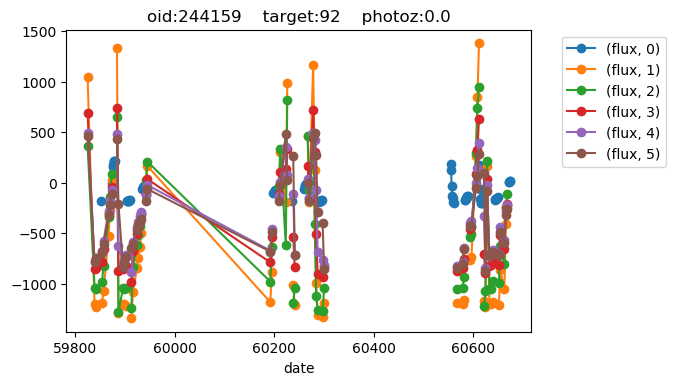 oid:244159 target:92 photoz:0.0
1500
1000
500
0
−500
−1000
59800 60000 60200 60400 60600
date
(flux, 0)
(flux, 1)
(flux, 2)
(flux, 3)
(flux, 4)
(flux, 5)